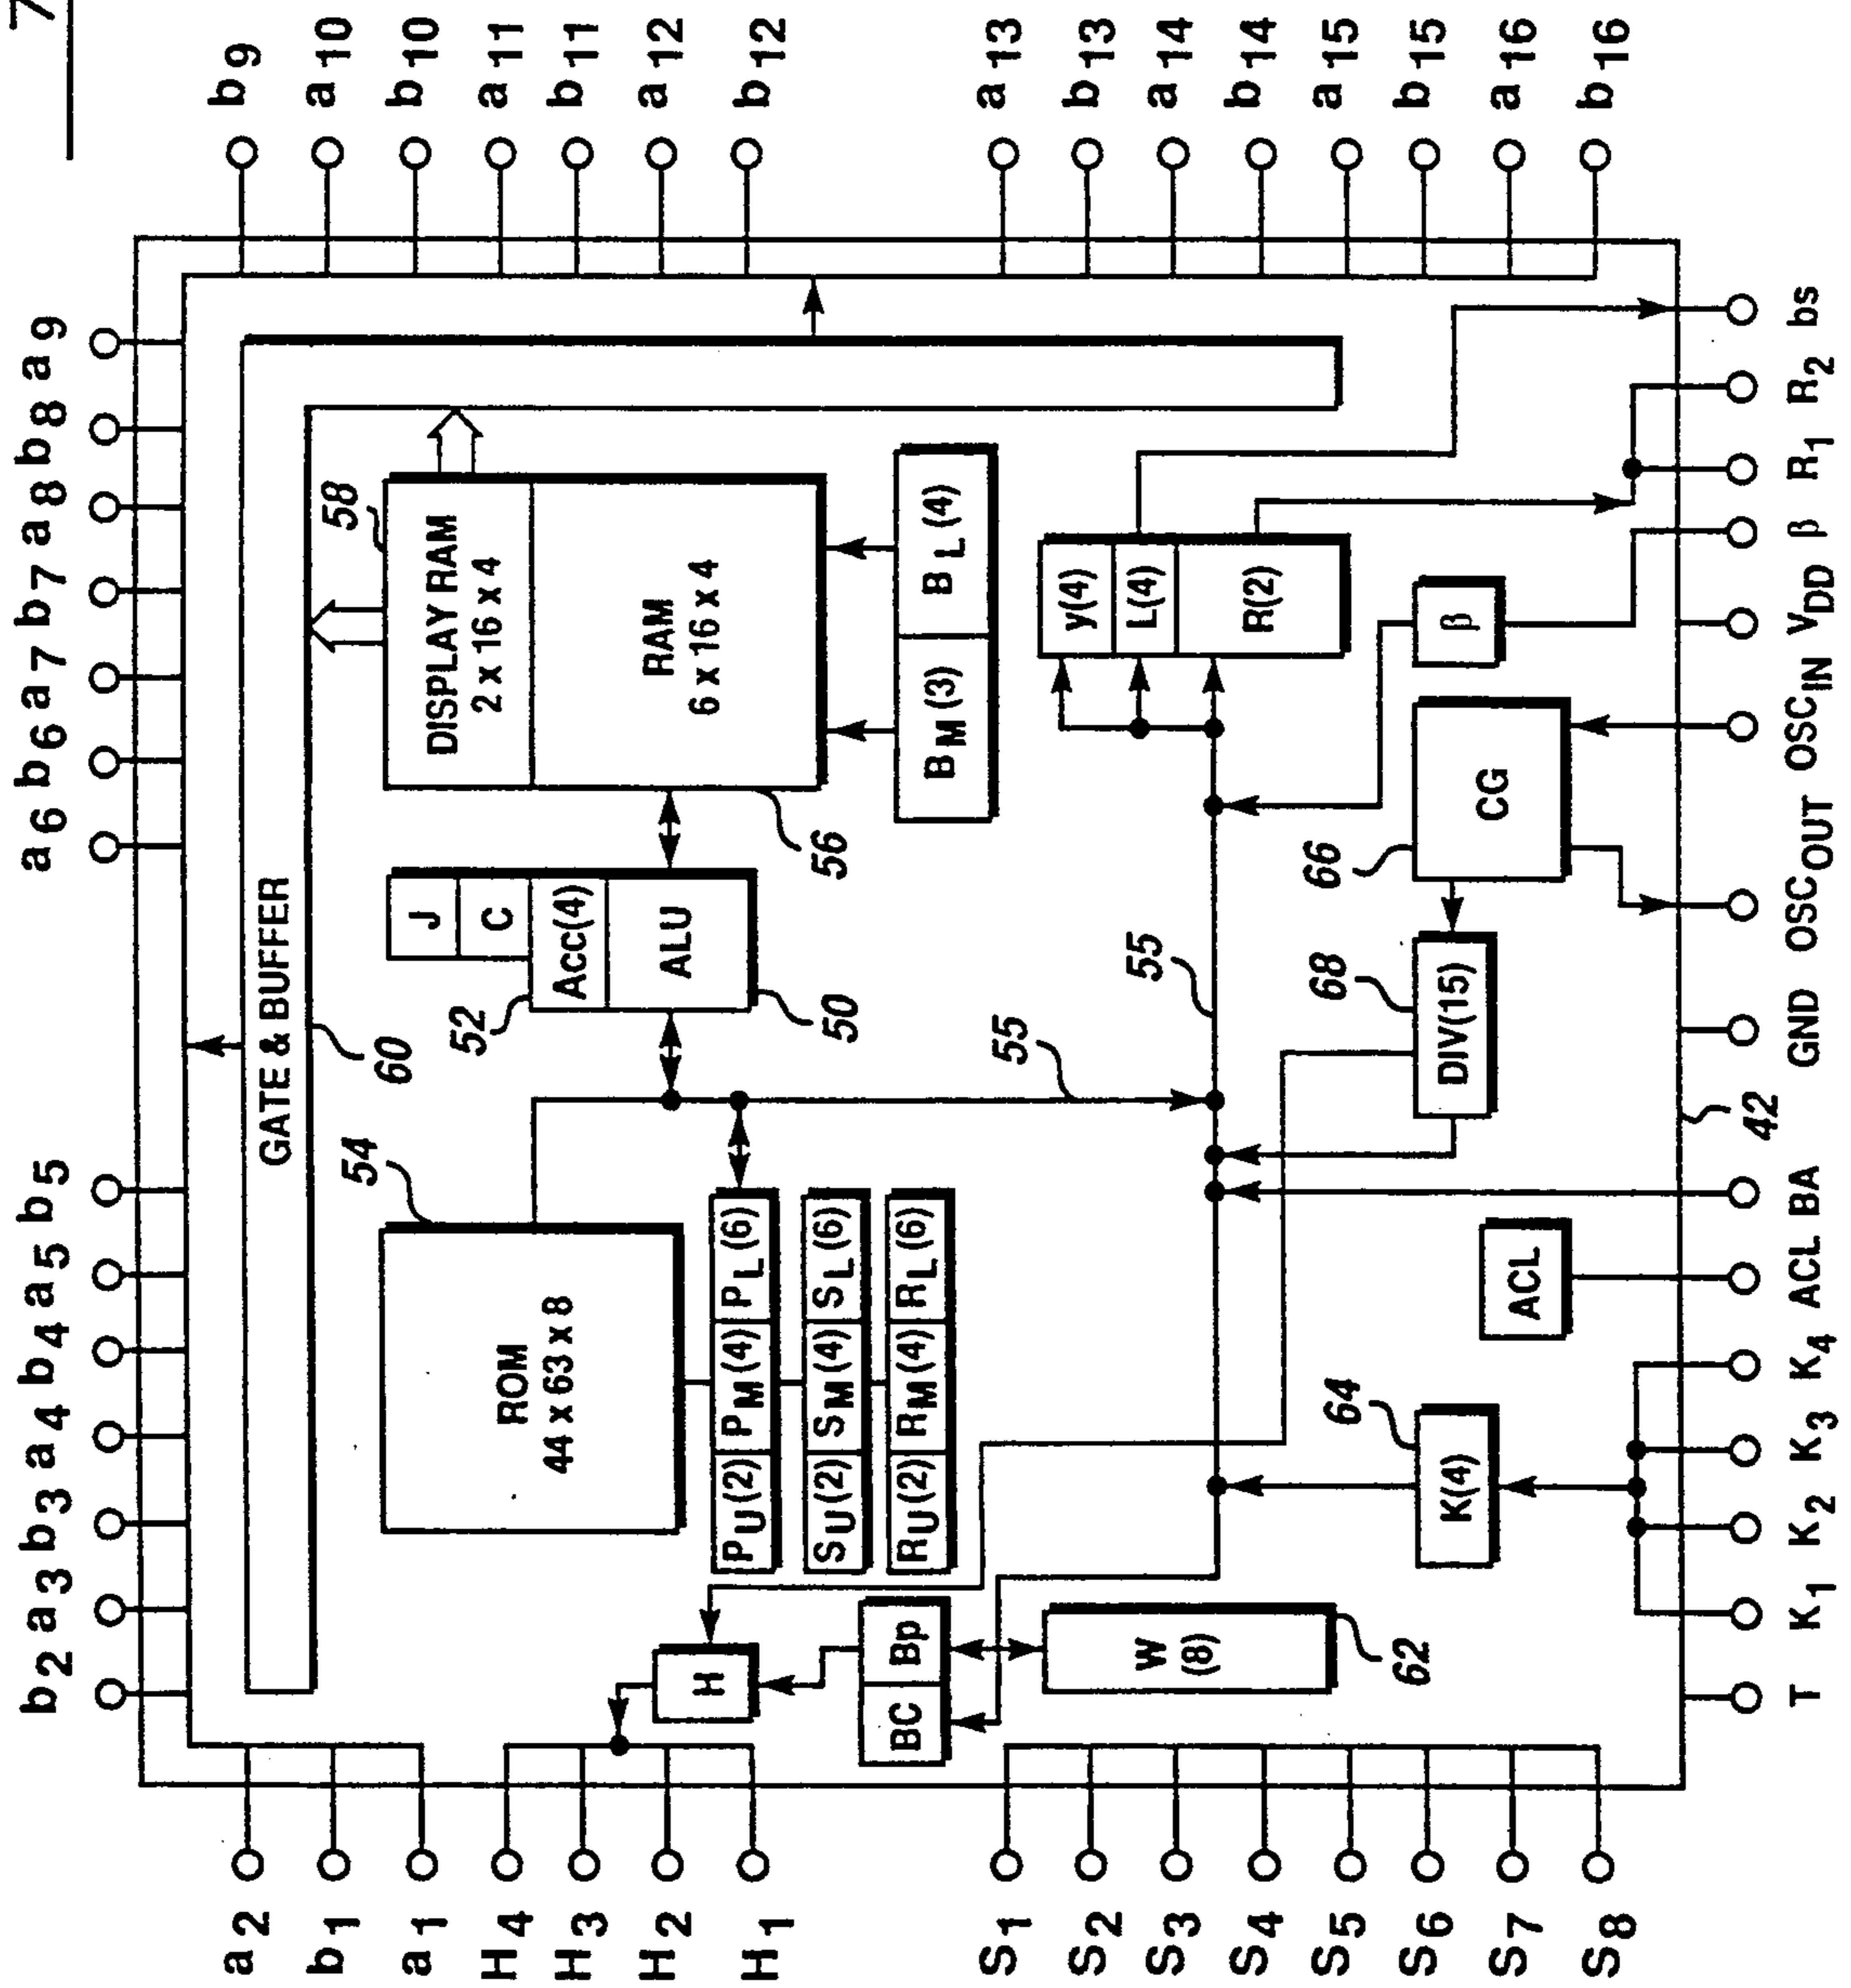 7
b2 a3 b3 a4 b4 a5 b5 a6 b6 a7 b7 a8 b8 a9
a2
b1
a1
H4
H3
H2
H1
S1
S2
S3
S4
S5
S6
S7
S8
b9
a10
b10
a11
b11
a12
b12
a13
b13
a14
b14
a15
b15
a16
b16
GATE & BUFFER
60
54
ROM
44 x 63 x 8
PU(2) PM(4) PL(6)
SU(2) SM(4) SL(6)
RU(2) RM(4) RL(6)
J
C
52
Acc(4)
ALU
50
58
DISPLAY RAM
2 x 16 x 4
RAM
6 x 16 x 4
56
BM(3) BL(4)
H
BC Bp
W
(8)
62
55
55
y(4)
L(4)
R(2)
β
64
K(4)
ACL
68
DIV(15)
66
CG
42
T K1 K2 K3 K4 ACL BA GND OSCOUT OSCIN VDD β R1 R2 bs